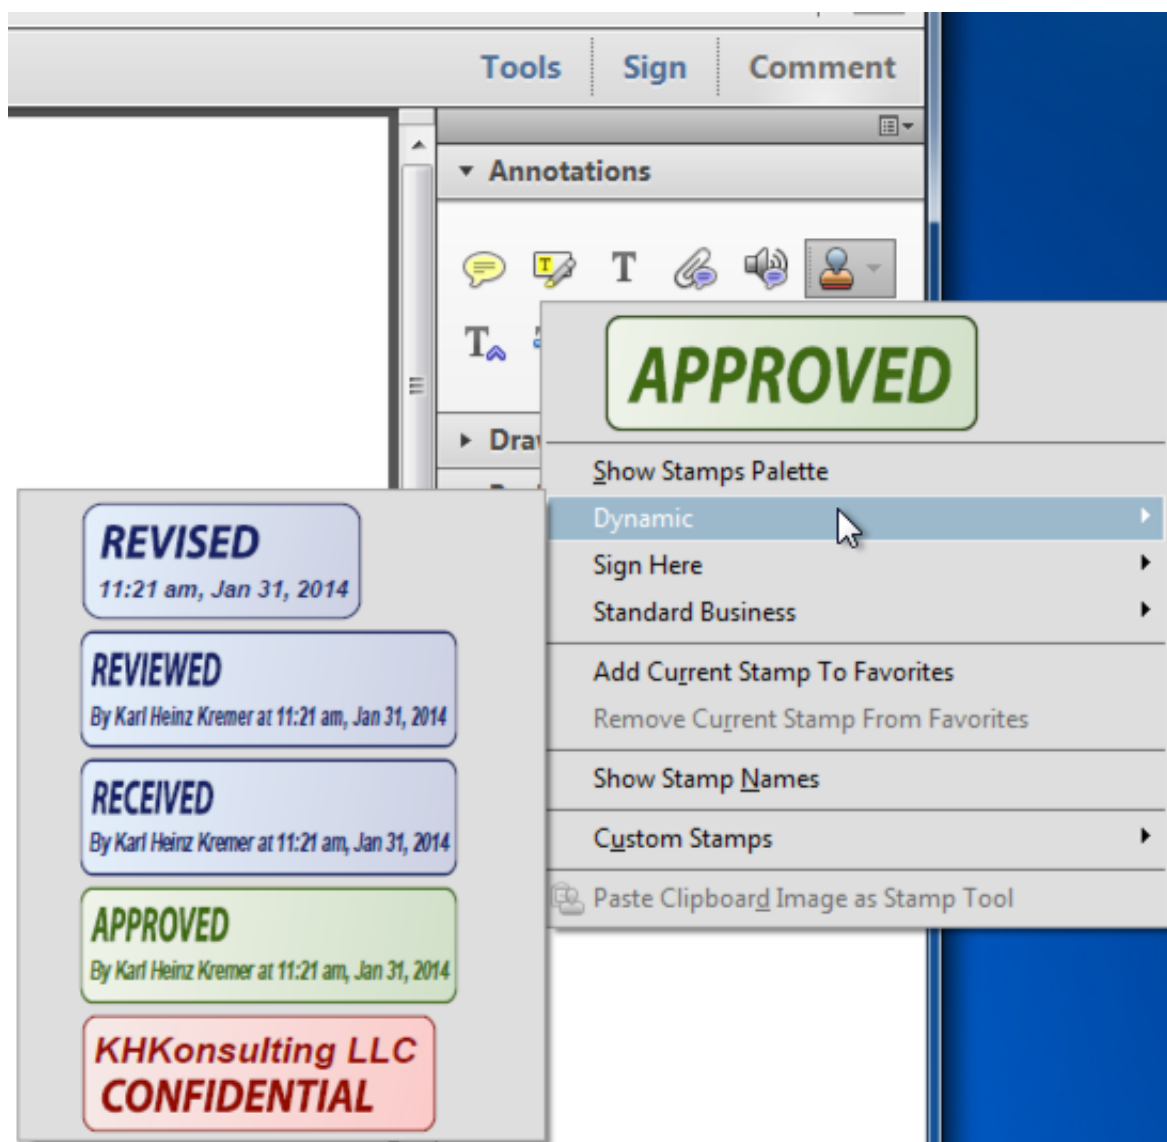 Tools Sign Comment
Annotations
T T
T
APPROVED
Dra
Show Stamps Palette
Dynamic
Sign Here
Standard Business
Add Current Stamp To Favorites
Remove Current Stamp From Favorites
Show Stamp Names
Custom Stamps
Paste Clipboard Image as Stamp Tool
REVISED
11:21 am, Jan 31, 2014
REVIEWED
By Karl Heinz Kremer at 11:21 am, Jan 31, 2014
RECEIVED
By Karl Heinz Kremer at 11:21 am, Jan 31, 2014
APPROVED
By Karl Heinz Kremer at 11:21 am, Jan 31, 2014
KHKonsulting LLC
CONFIDENTIAL